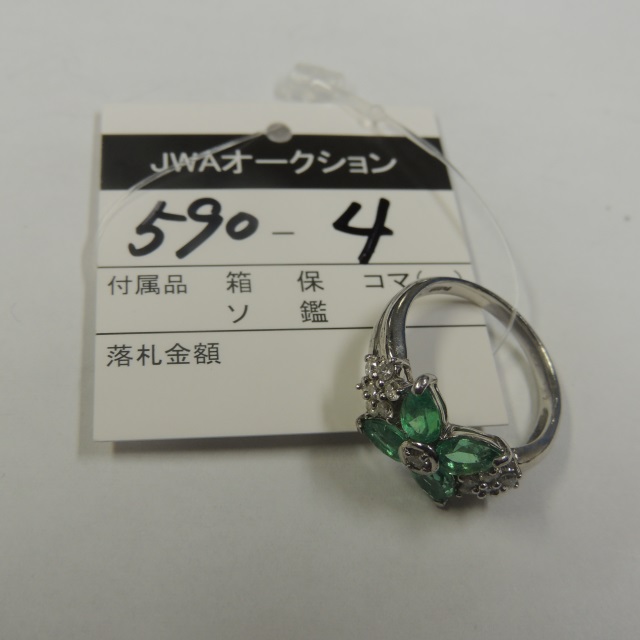 JWAオークション
590 - 4
付属品 箱 保 コマ(
ソ 鑑
落札金額